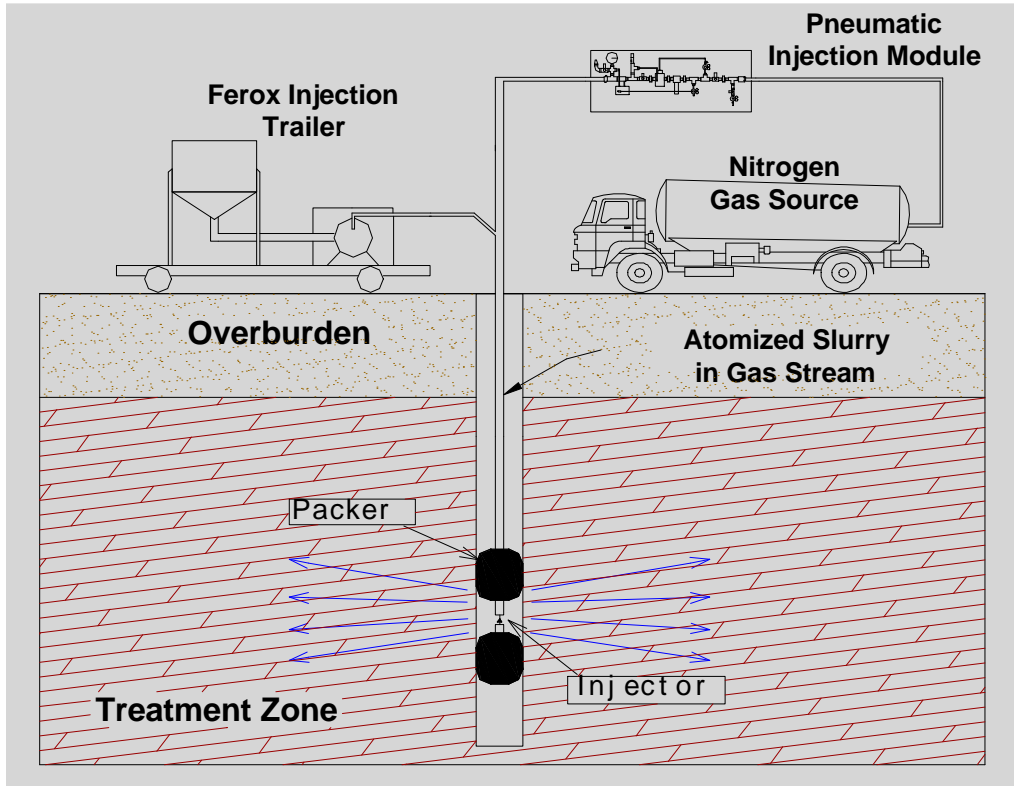 Pneumatic
Injection Module
Ferox Injection
Trailer
Nitrogen
Gas Source
Overburden
Atomized Slurry
in Gas Stream
Packer
Injector
Treatment Zone